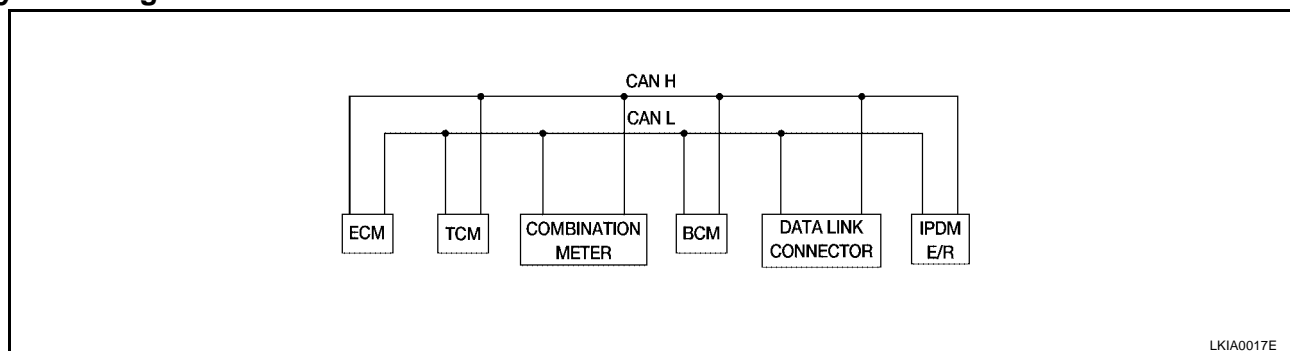 CAN H
CAN L
ECM
TCM
COMBINATION
METER
BCM
DATA LINK
CONNECTOR
IPDM
E/R
LKIA0017E